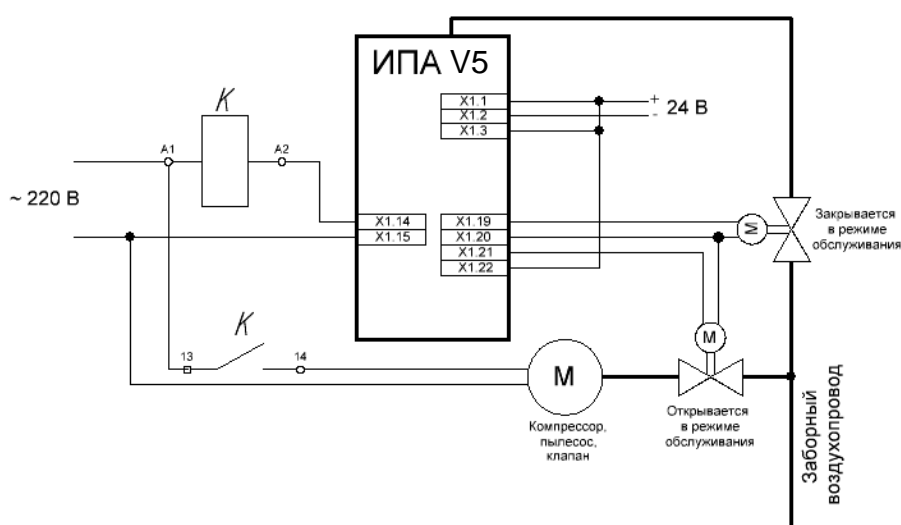 ИПА V5
X1.1
X1.2
X1.3
+
-
24 В
К
A1
A2
~ 220 В
X1.14
X1.15
X1.19
X1.20
X1.21
X1.22
М
Закрывается
в режиме
обслуживания
К
13
14
М
М
Открывается
в режиме
обслуживания
Компрессор,
пылесос,
клапан
Заборный
воздухопровод